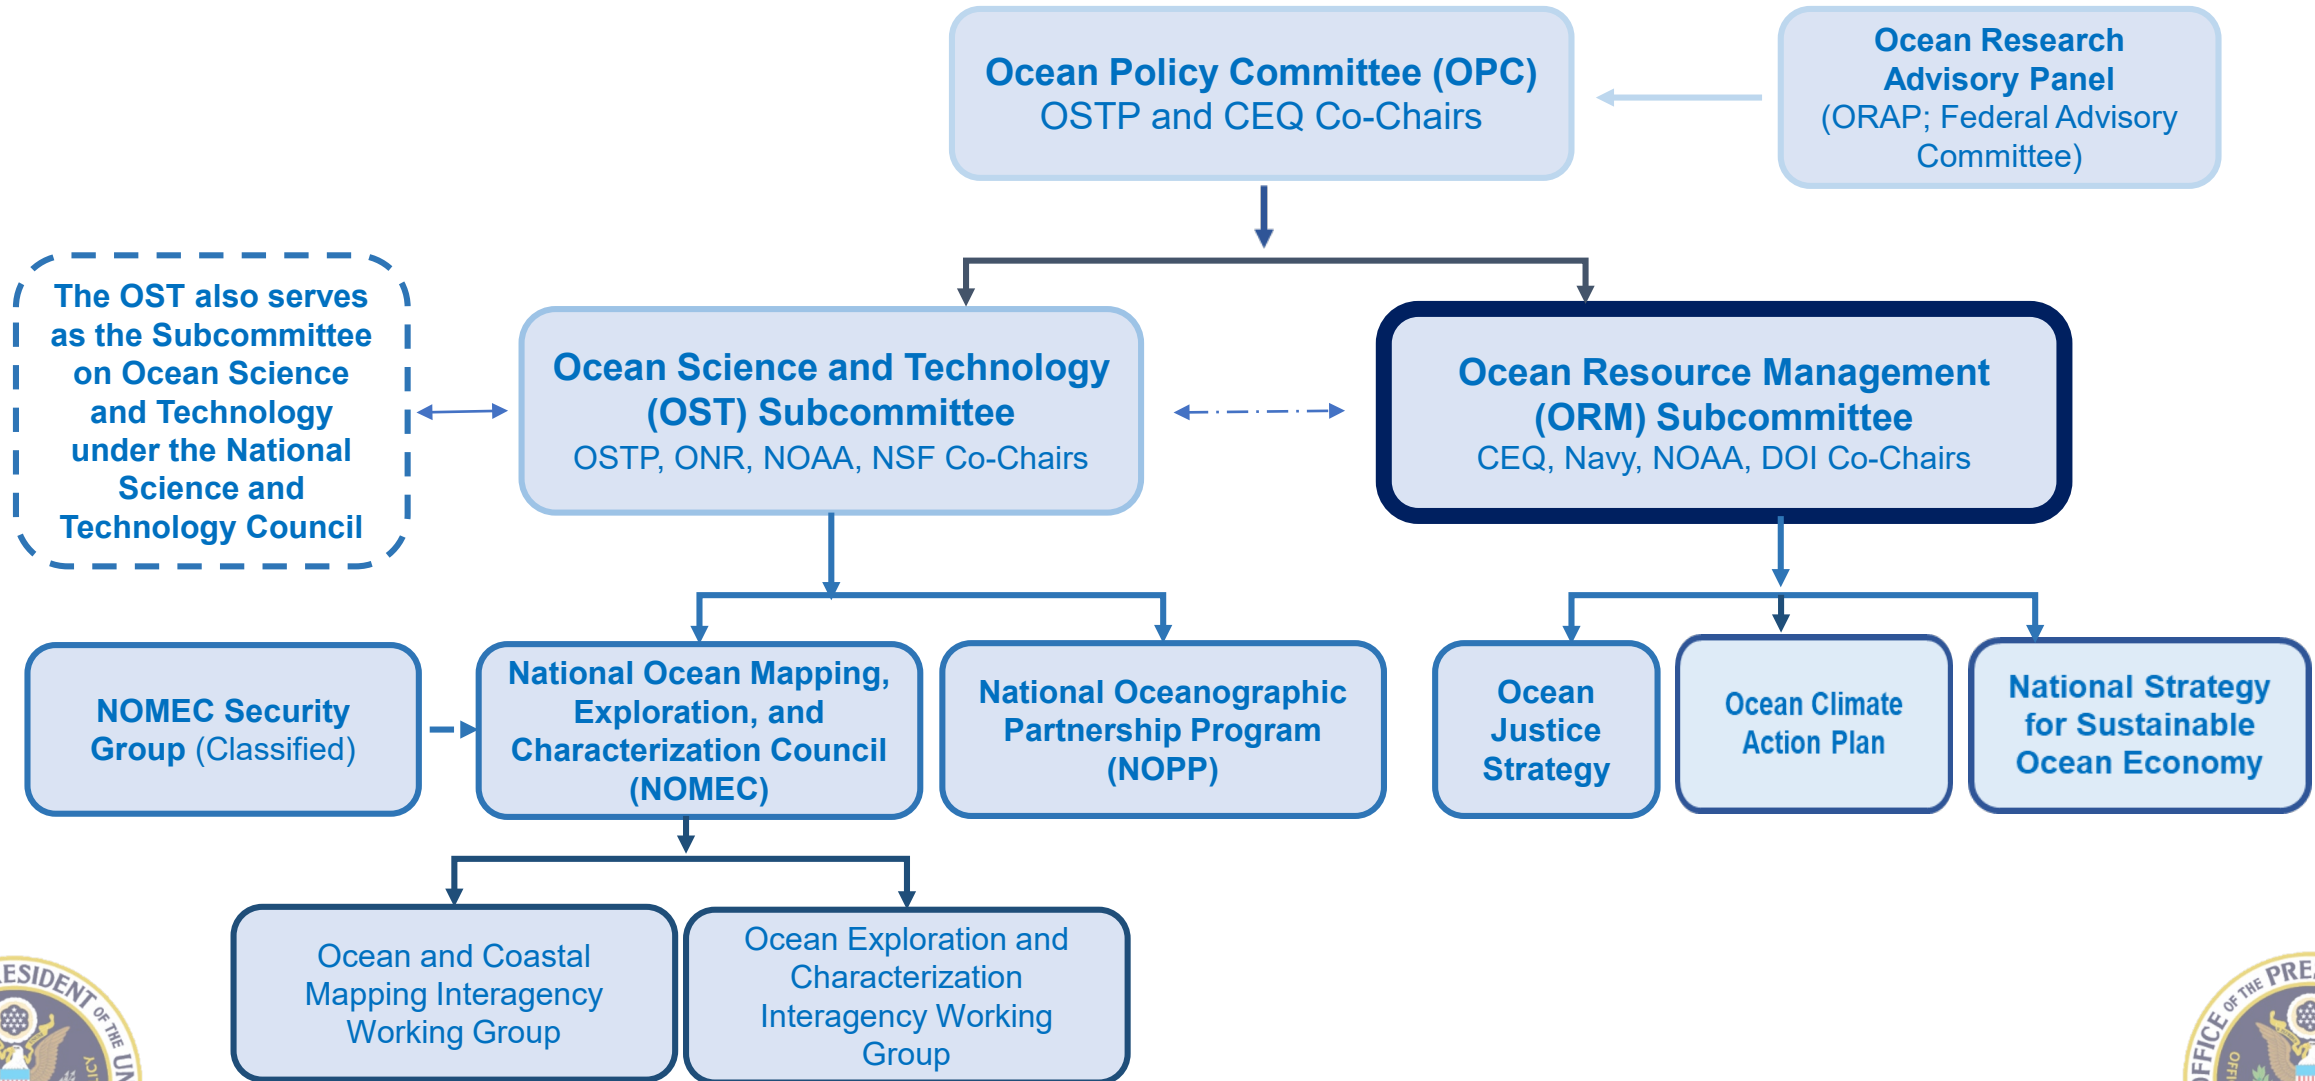 Ocean Policy Committee (OPC)
OSTP and CEQ Co-Chairs
Ocean Research
Advisory Panel
(ORAP; Federal Advisory
Committee)
The OST also serves
as the Subcommittee
on Ocean Science
and Technology
under the National
Science and
Technology Council
Ocean Science and Technology
(OST) Subcommittee
OSTP, ONR, NOAA, NSF Co-Chairs
Ocean Resource Management
(ORM) Subcommittee
CEQ, Navy, NOAA, DOI Co-Chairs
NOMEC Security
Group (Classified)
National Ocean Mapping,
Exploration, and
Characterization Council
(NOMEC)
National Oceanographic
Partnership Program
(NOPP)
Ocean
Justice
Strategy
Ocean Climate
Action Plan
National Strategy
for Sustainable
Ocean Economy
Ocean and Coastal
Mapping Interagency
Working Group
Ocean Exploration and
Characterization
Interagency Working
Group
OF THE
OFFICE OF THE